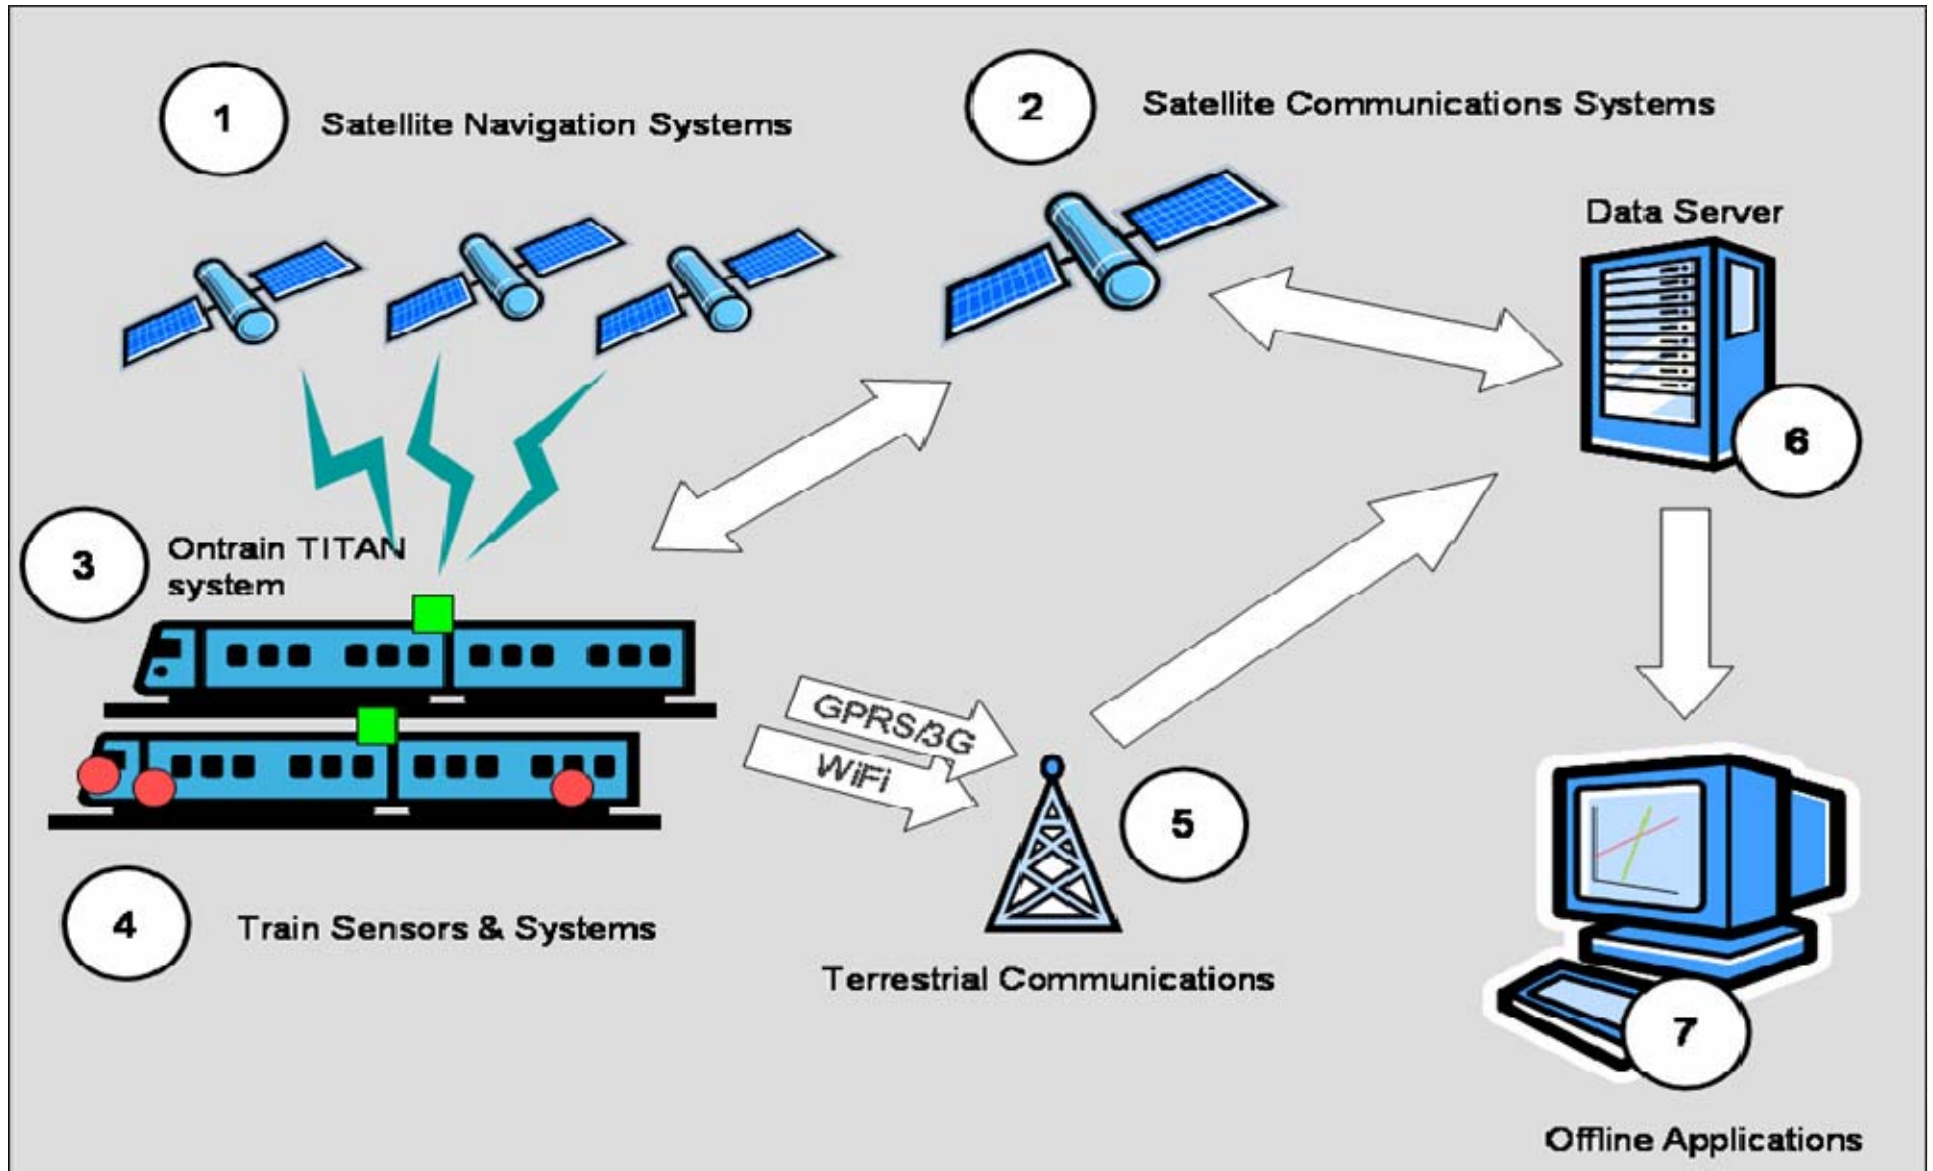 1
Satellite Navigation Systems
2
Satellite Communications Systems
Data Server
6
3
Ontrain TITAN
system
GPRS/3G
WiFi
5
4
Train Sensors & Systems
Terrestrial Communications
7
Offline Applications